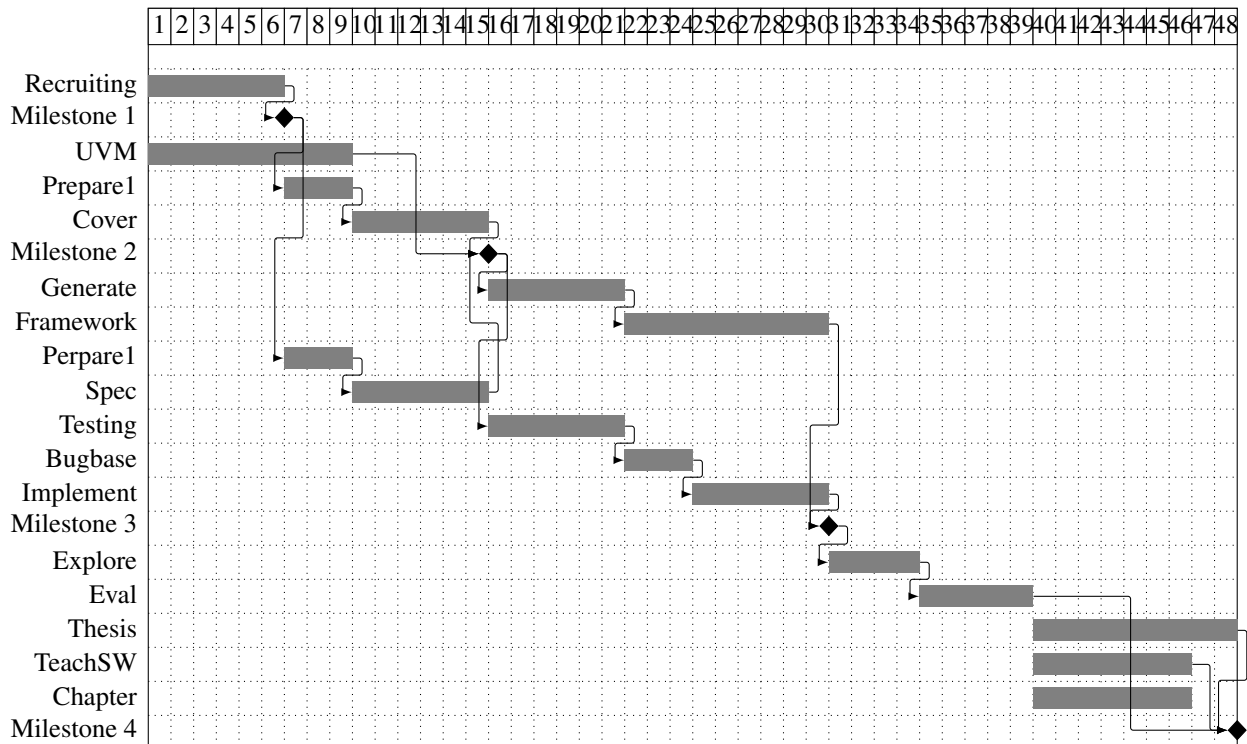 1 2 3 4 5 6 7 8 9 10 11 12 13 14 15 16 17 18 19 20 21 22 23 24 25 26 27 28 29 30 31 32 33 34 35 36 37 38 39 40 41 42 43 44 45 46 47 48
Recruiting
Milestone 1
UVM
Prepare1
Cover
Milestone 2
Generate
Framework
Perpare1
Spec
Testing
Bugbase
Implement
Milestone 3
Explore
Eval
Thesis
TeachSW
Chapter
Milestone 4